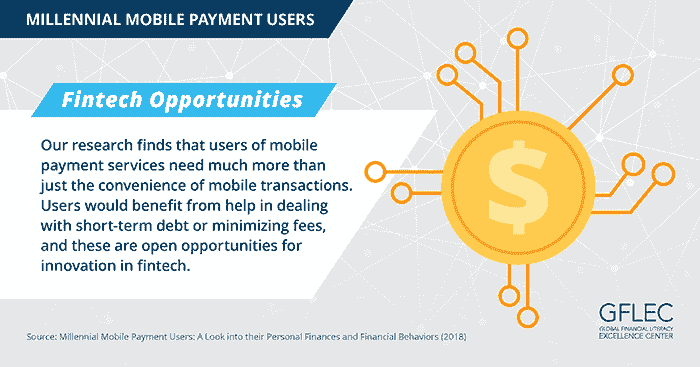 MILLENNIAL MOBILE PAYMENT USERS
Fintech Opportunities
Our research finds that users of mobile
payment services need much more than
just the convenience of mobile transactions.
Users would benefit from help in dealing
with short-term debt or minimizing fees,
and these are open opportunities for
innovation in fintech.
$
GFLEC
GLOBAL FINANCIAL LITERACY
EXCELLENCE CENTER
Source: Millennial Mobile Payment Users: A Look into their Personal Finances and Financial Behaviors (2018)